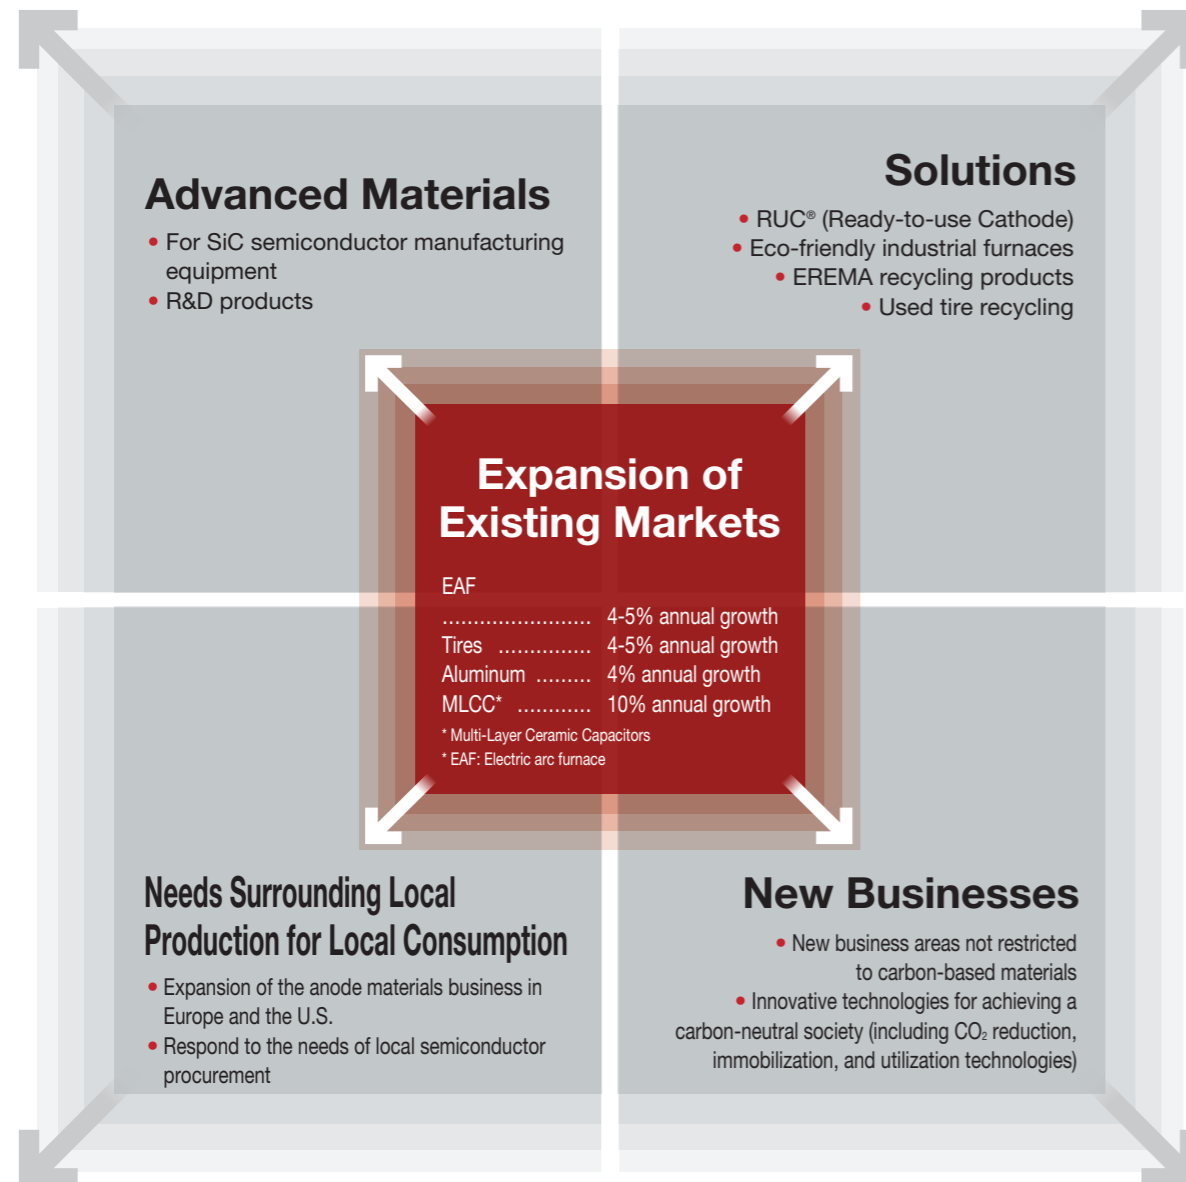 Advanced Materials
• For SiC semiconductor manufacturing
equipment
• R&D products
Solutions
• RUC® (Ready-to-use Cathode)
• Eco-friendly industrial furnaces
• EREMA recycling products
• Used tire recycling
Expansion of
Existing Markets
EAF
........................ 4-5% annual growth
Tires ............... 4-5% annual growth
Aluminum ......... 4% annual growth
MLCC* ............ 10% annual growth
* Multi-Layer Ceramic Capacitors
* EAF: Electric arc furnace
Needs Surrounding Local
Production for Local Consumption
• Expansion of the anode materials business in
Europe and the U.S.
• Respond to the needs of local semiconductor
procurement
New Businesses
• New business areas not restricted
to carbon-based materials
• Innovative technologies for achieving a
carbon-neutral society (including CO₂ reduction,
immobilization, and utilization technologies)